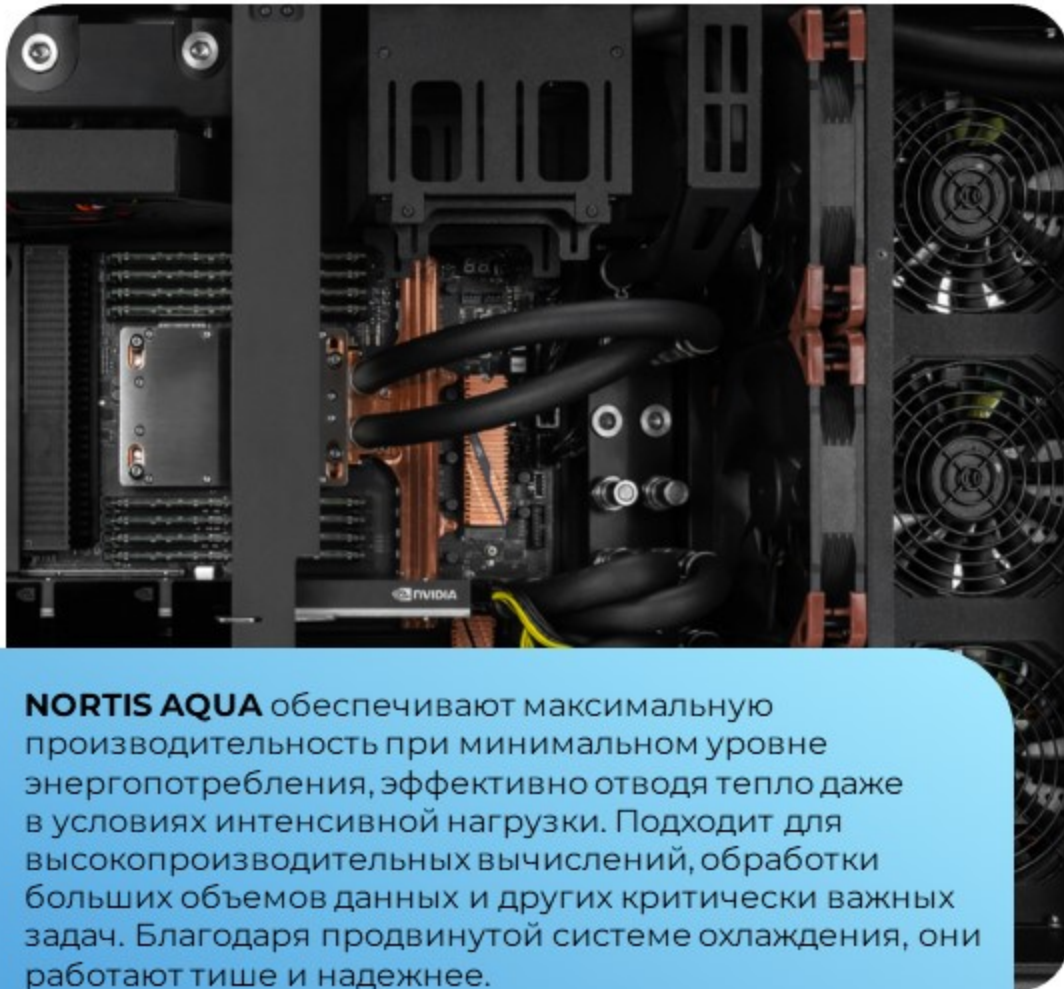 NVIDIA
NORTIS AQUA обеспечивают максимальную
производительность при минимальном уровне
энергопотребления, эффективно отводя тепло даже
в условиях интенсивной нагрузки. Подходит для
высокопроизводительных вычислений, обработки
больших объемов данных и других критически важных
задач. Благодаря продвинутой системе охлаждения, они
работают тише и надежнее.